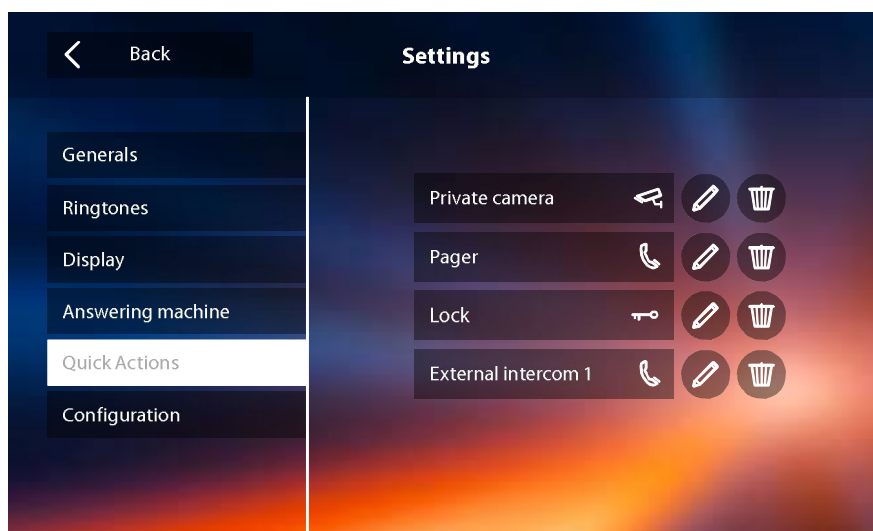 Back
Settings
Generals
Ringtones
Display
Answering machine
Quick Actions
Configuration
Private camera
Pager
Lock
External intercom 1